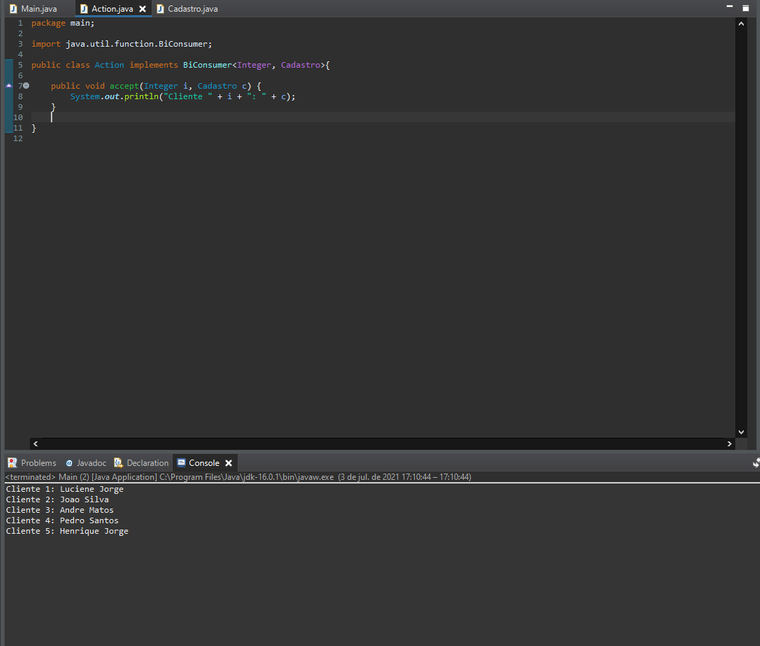 Main.java Action.java Cadastro.java
1 package main;
2
3 import java.util.function.BiConsumer;
4
5 public class Action implements BiConsumer<Integer, Cadastro>{
6
7 public void accept(Integer i, Cadastro c) {
8 System.out.println("Cliente " + i + ": " + c);
9 }
10
11 }
12
Problems Javadoc Declaration Console
<terminated> Main (2) [Java Application] C:\Program Files\Java\jdk-16.0.1\bin\javaw.exe (3 de jul. de 2021 17:10:44 – 17:10:44)
Cliente 1: Luciene Jorge
Cliente 2: Joao Silva
Cliente 3: Andre Matos
Cliente 4: Pedro Santos
Cliente 5: Henrique Jorge